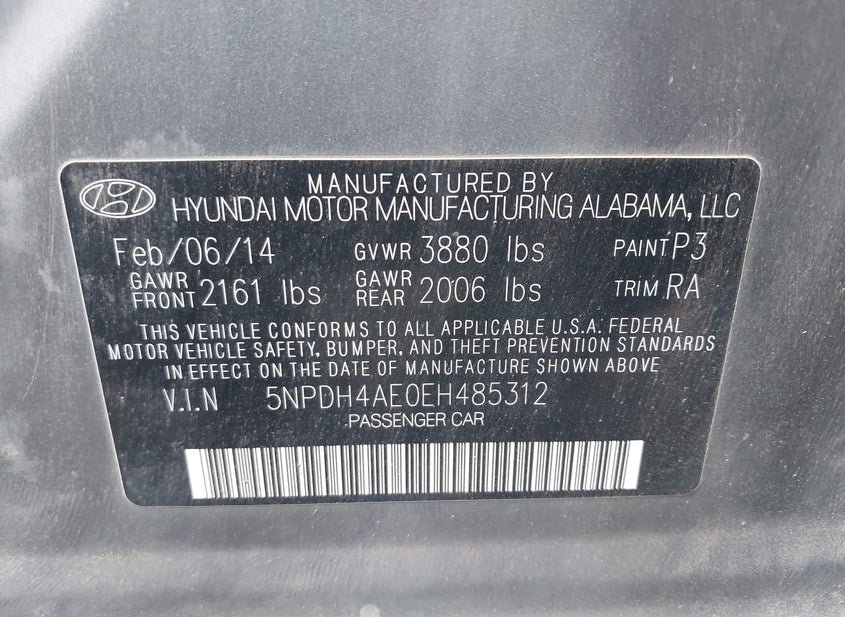 MANUFACTURED BY
HYUNDAI MOTOR MANUFACTURING ALABAMA, LLC
Feb/06/14 GVWR 3880 lbs PAINT P3
GAWR FRONT 2161 lbs GAWR REAR 2006 lbs TRIM RA
THIS VEHICLE CONFORMS TO ALL APPLICABLE U.S.A. FEDERAL
MOTOR VEHICLE SAFETY, BUMPER, AND THEFT PREVENTION STANDARDS
IN EFFECT ON THE DATE OF MANUFACTURE SHOWN ABOVE
V.I.N 5NPDH4AE0EH485312
PASSENGER CAR